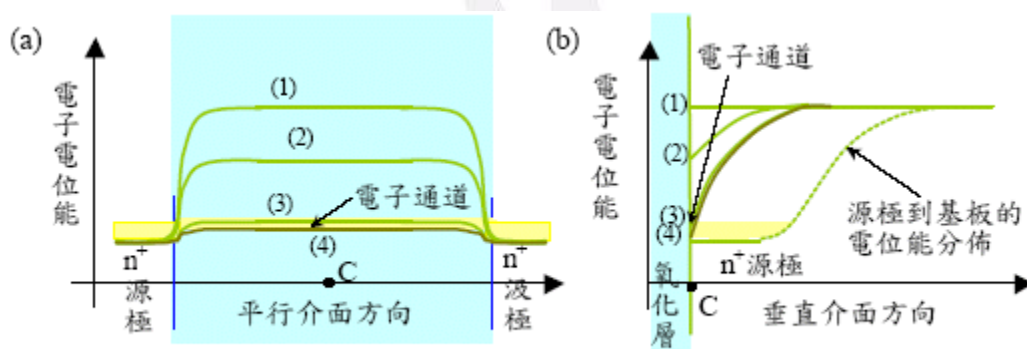 (a)
電子電位能
(1)
(2)
(3)
電子通道
(4)
n⁺
源極
C
n⁺
汲極
平行介面方向
(b)
電子通道
電子電位能
(1)
(2)
(3)
(4)
源極到基板的
電位能分佈
n⁺源極
氧化層
C
垂直介面方向